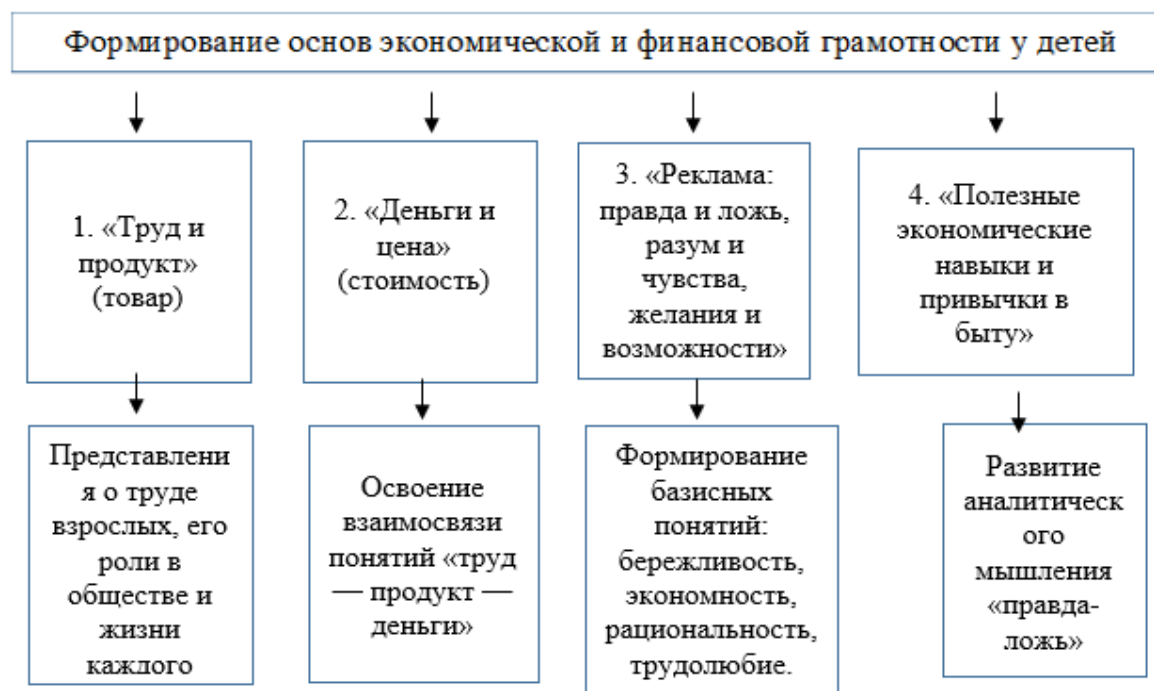 Формирование основ экономической и финансовой грамотности у детей
1. «Труд и
продукт»
(товар)
2. «Деньги и
цена»
(стоимость)
3. «Реклама:
правда и ложь,
разум и
чувства,
желания и
возможности»
4. «Полезные
экономические
навыки и
привычки в
быту»
Представлени
я о труде
взрослых, его
роли в
обществе и
жизни
каждого
Освоение
взаимосвязи
понятий «труд
— продукт —
деньги»
Формирование
базисных
понятий:
бережливость,
экономность,
рациональность,
трудолюбие.
Развитие
аналитическ
ого
мышления
«правда-
ложь»